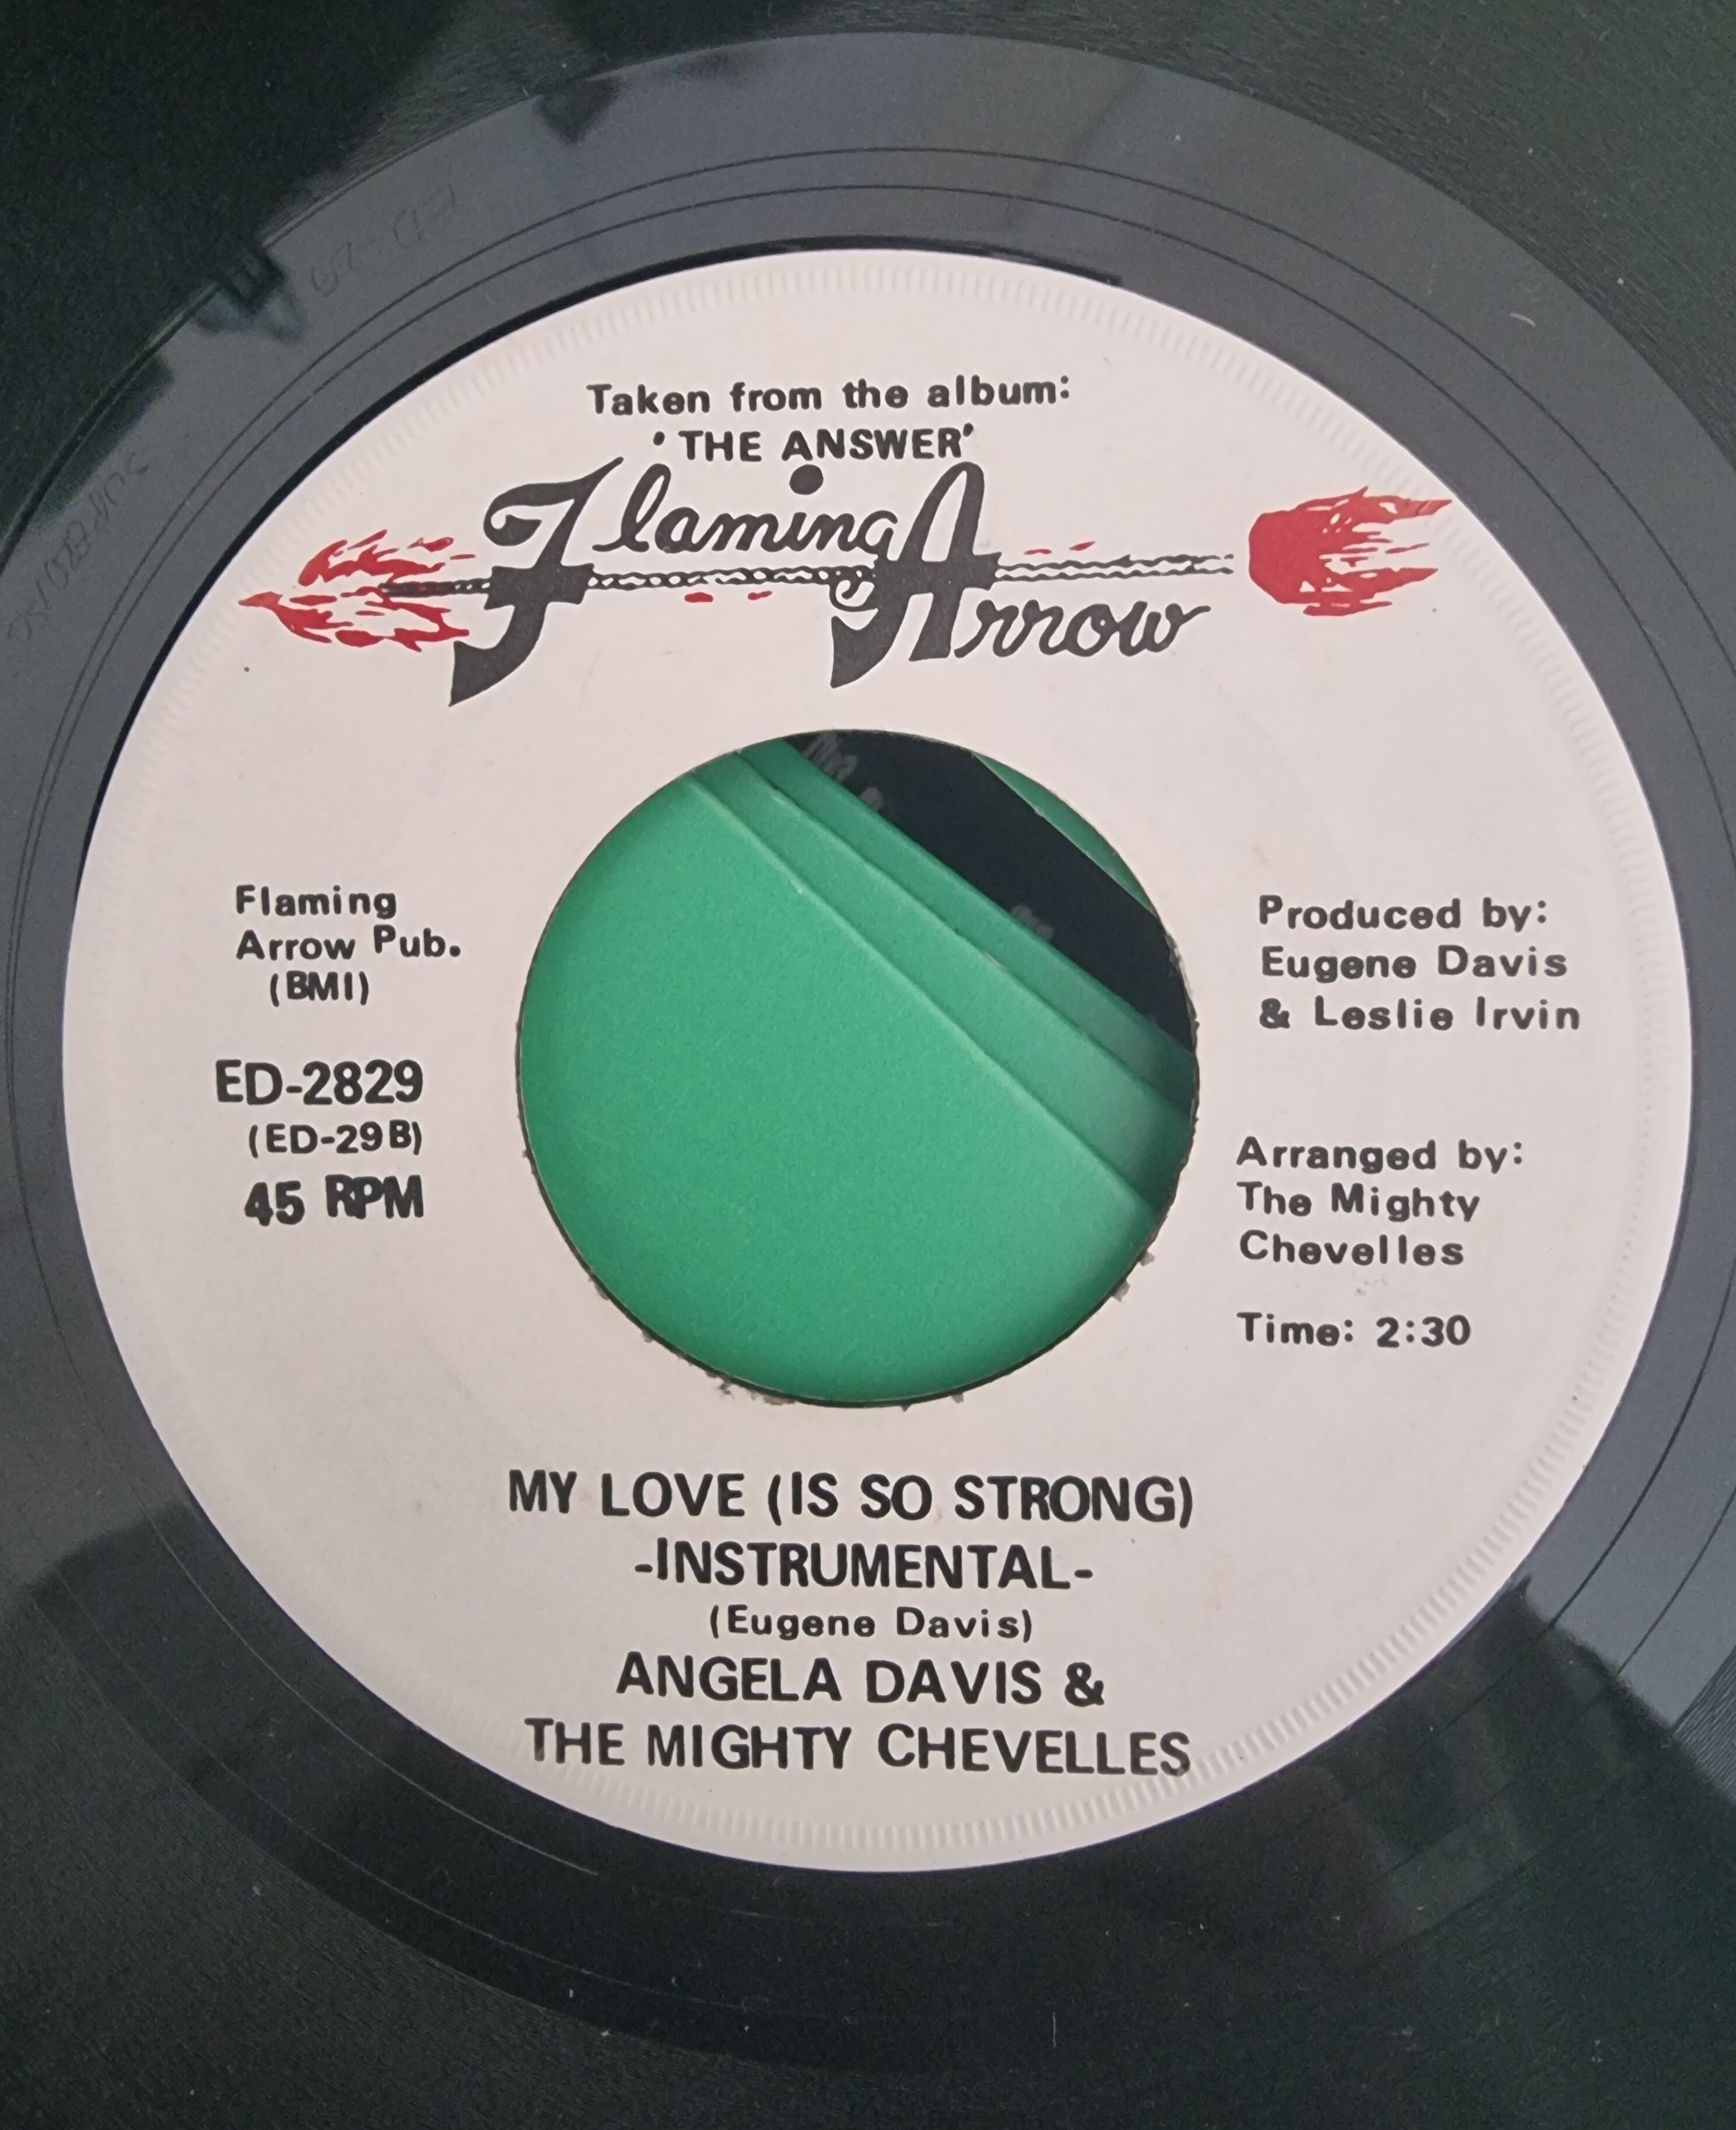 Taken from the album:
'THE ANSWER'
Flaming
Arrow
Flaming
Arrow Pub.
(BMI)
ED-2829
(ED-29B)
45 RPM
Produced by:
Eugene Davis
& Leslie Irvin
Arranged by:
The Mighty
Chevelles
Time: 2:30
MY LOVE (IS SO STRONG)
-INSTRUMENTAL-
(Eugene Davis)
ANGELA DAVIS &
THE MIGHTY CHEVELLES